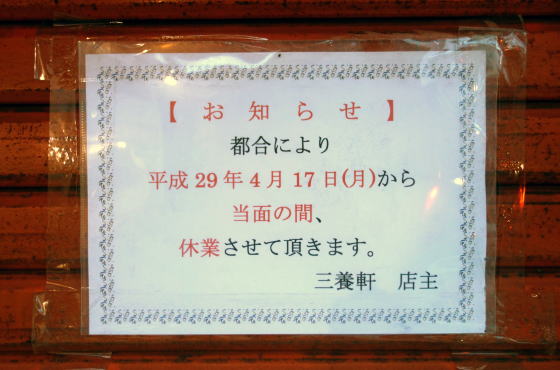 【 お 知 ら せ 】
都合により
平成 29 年 4 月 17 日(月)から
当面の間、
休業させて頂きます。
三養軒　店主